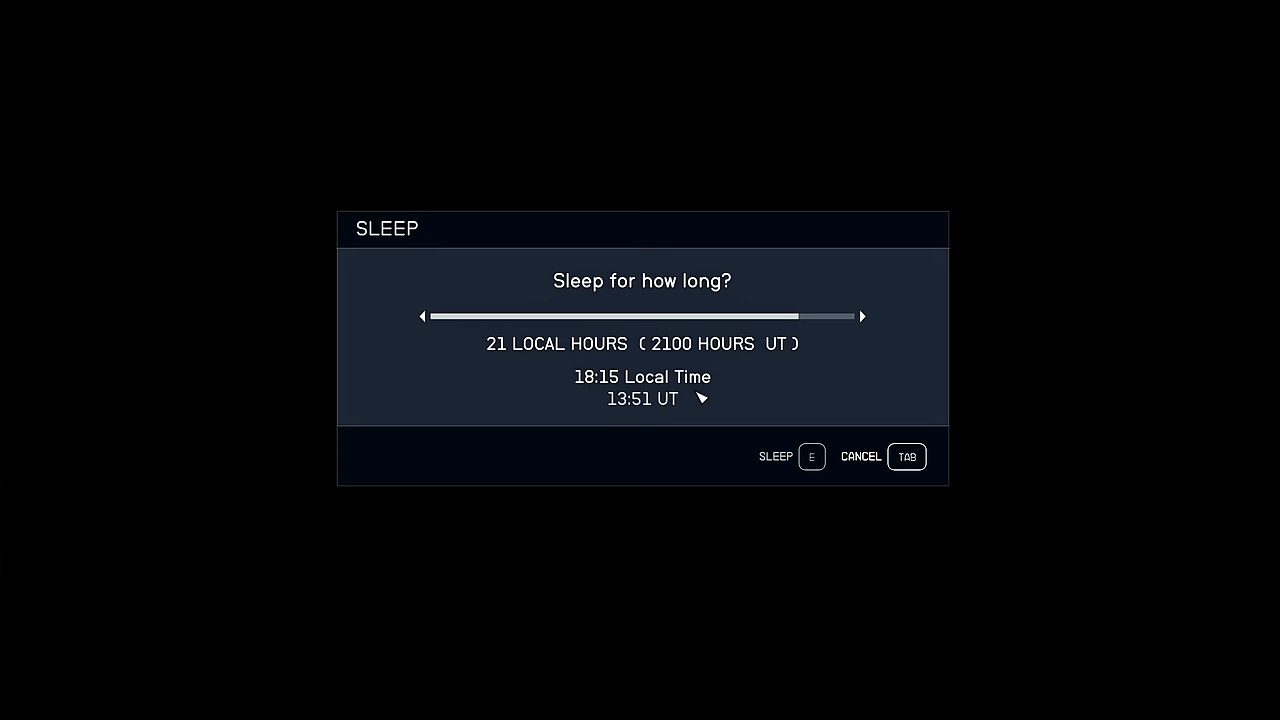 SLEEP
Sleep for how long?
21 LOCAL HOURS ( 2100 HOURS UT )
18:15 Local Time
13:51 UT
SLEEP E CANCEL TAB